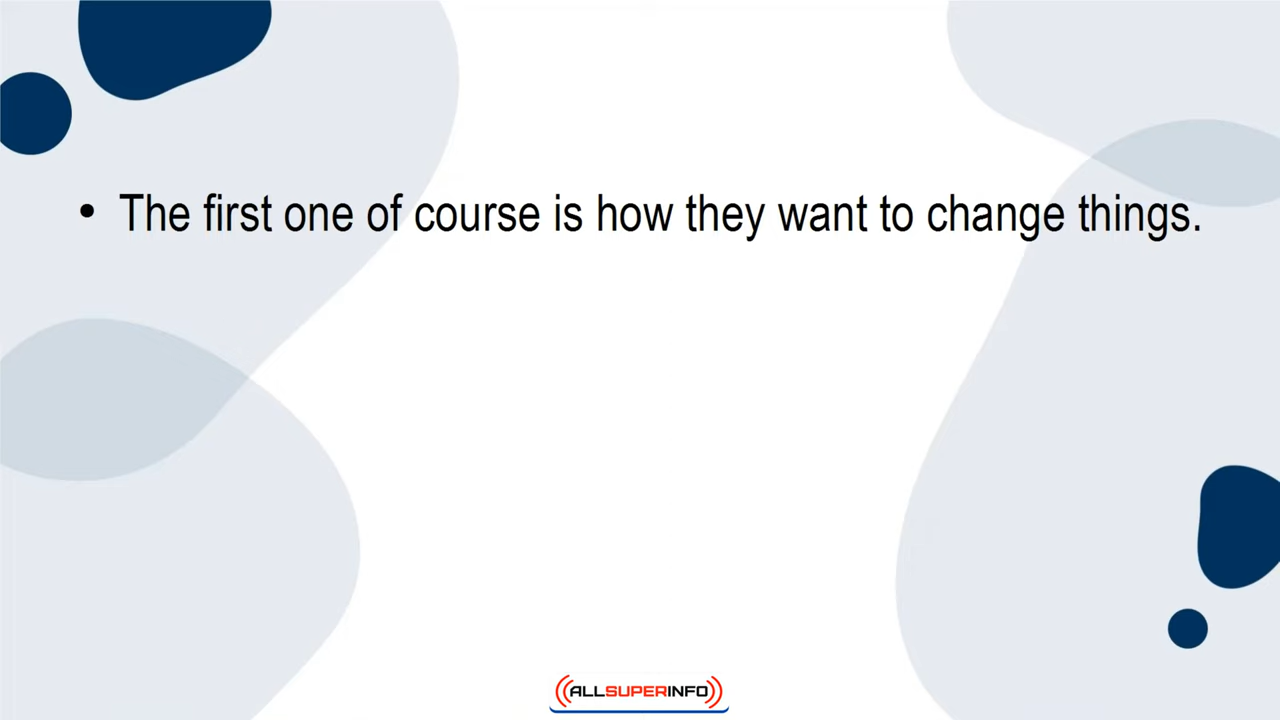 • The first one of course is how they want to change things.
ALLSUPERINFO